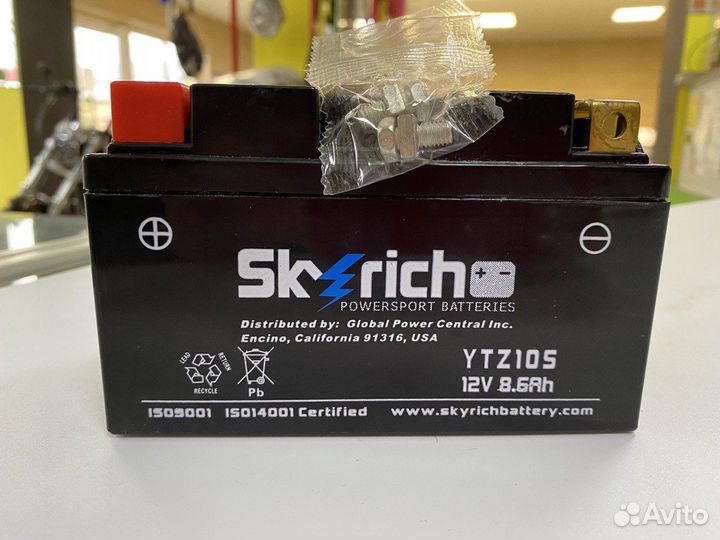 Skyrich
POWERSPORT BATTERIES
Distributed by: Global Power Central Inc.
Encino, California 91316, USA
YTZ10S
12V 8.6Ah
LEAD RETURN
RECYCLE
Pb
ISO9001 ISO14001 Certified
www.skyrichbattery.com
Avito